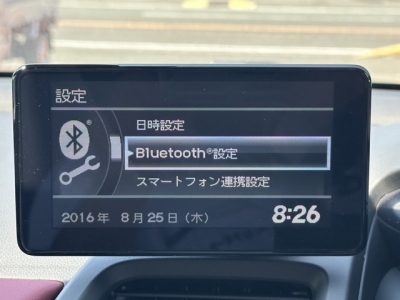 設定
日時設定
Bluetooth®設定
スマートフォン連携設定
2016年 8月25日(木) 8:26